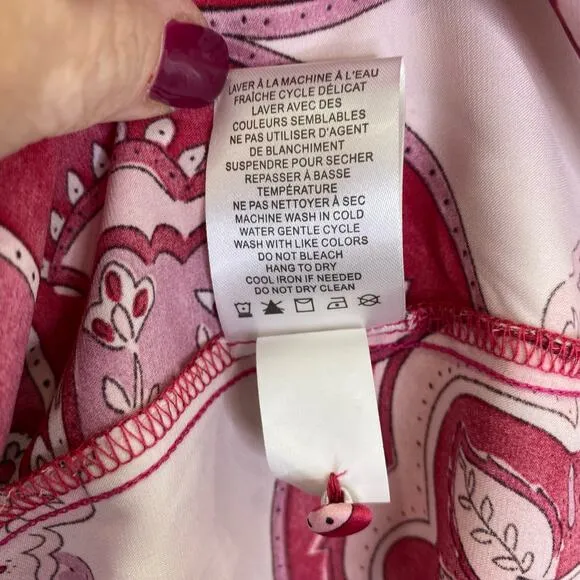 LAVER À LA MACHINE À L'EAU
FRAÎCHE CYCLE DÉLICAT
LAVER AVEC DES
COULEURS SEMBLABLES
NE PAS UTILISER D'AGENT
DE BLANCHIMENT
SUSPENDRE POUR SECHER
REPASSER À BASSE
TEMPÉRATURE
NE PAS NETTOYER À SEC
MACHINE WASH IN COLD
WATER GENTLE CYCLE
WASH WITH LIKE COLORS
DO NOT BLEACH
HANG TO DRY
COOL IRON IF NEEDED
DO NOT DRY CLEAN